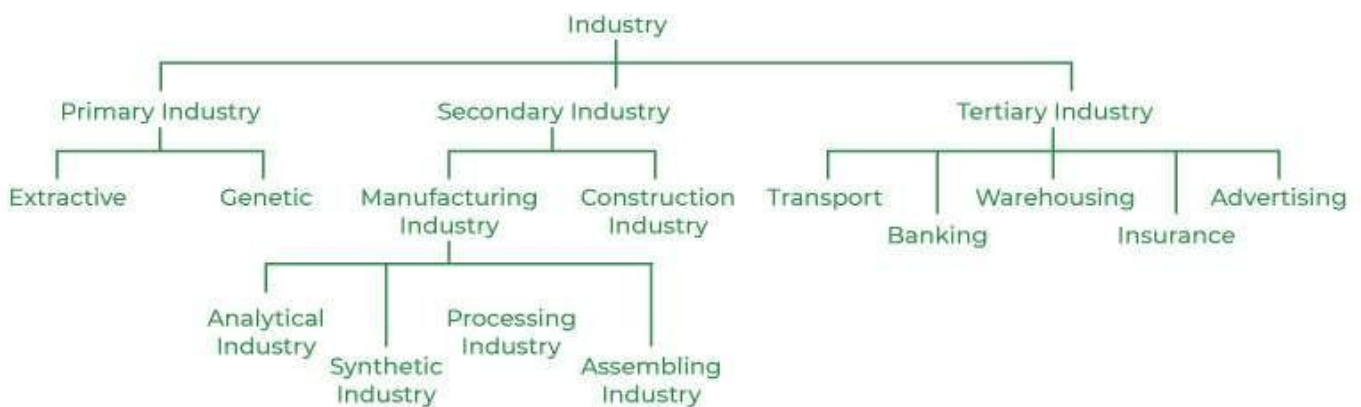 Industry
Primary Industry
Secondary Industry
Tertiary Industry
Extractive
Genetic
Manufacturing
Industry
Construction
Industry
Transport
Banking
Warehousing
Insurance
Advertising
Analytical
Industry
Synthetic
Industry
Processing
Industry
Assembling
Industry